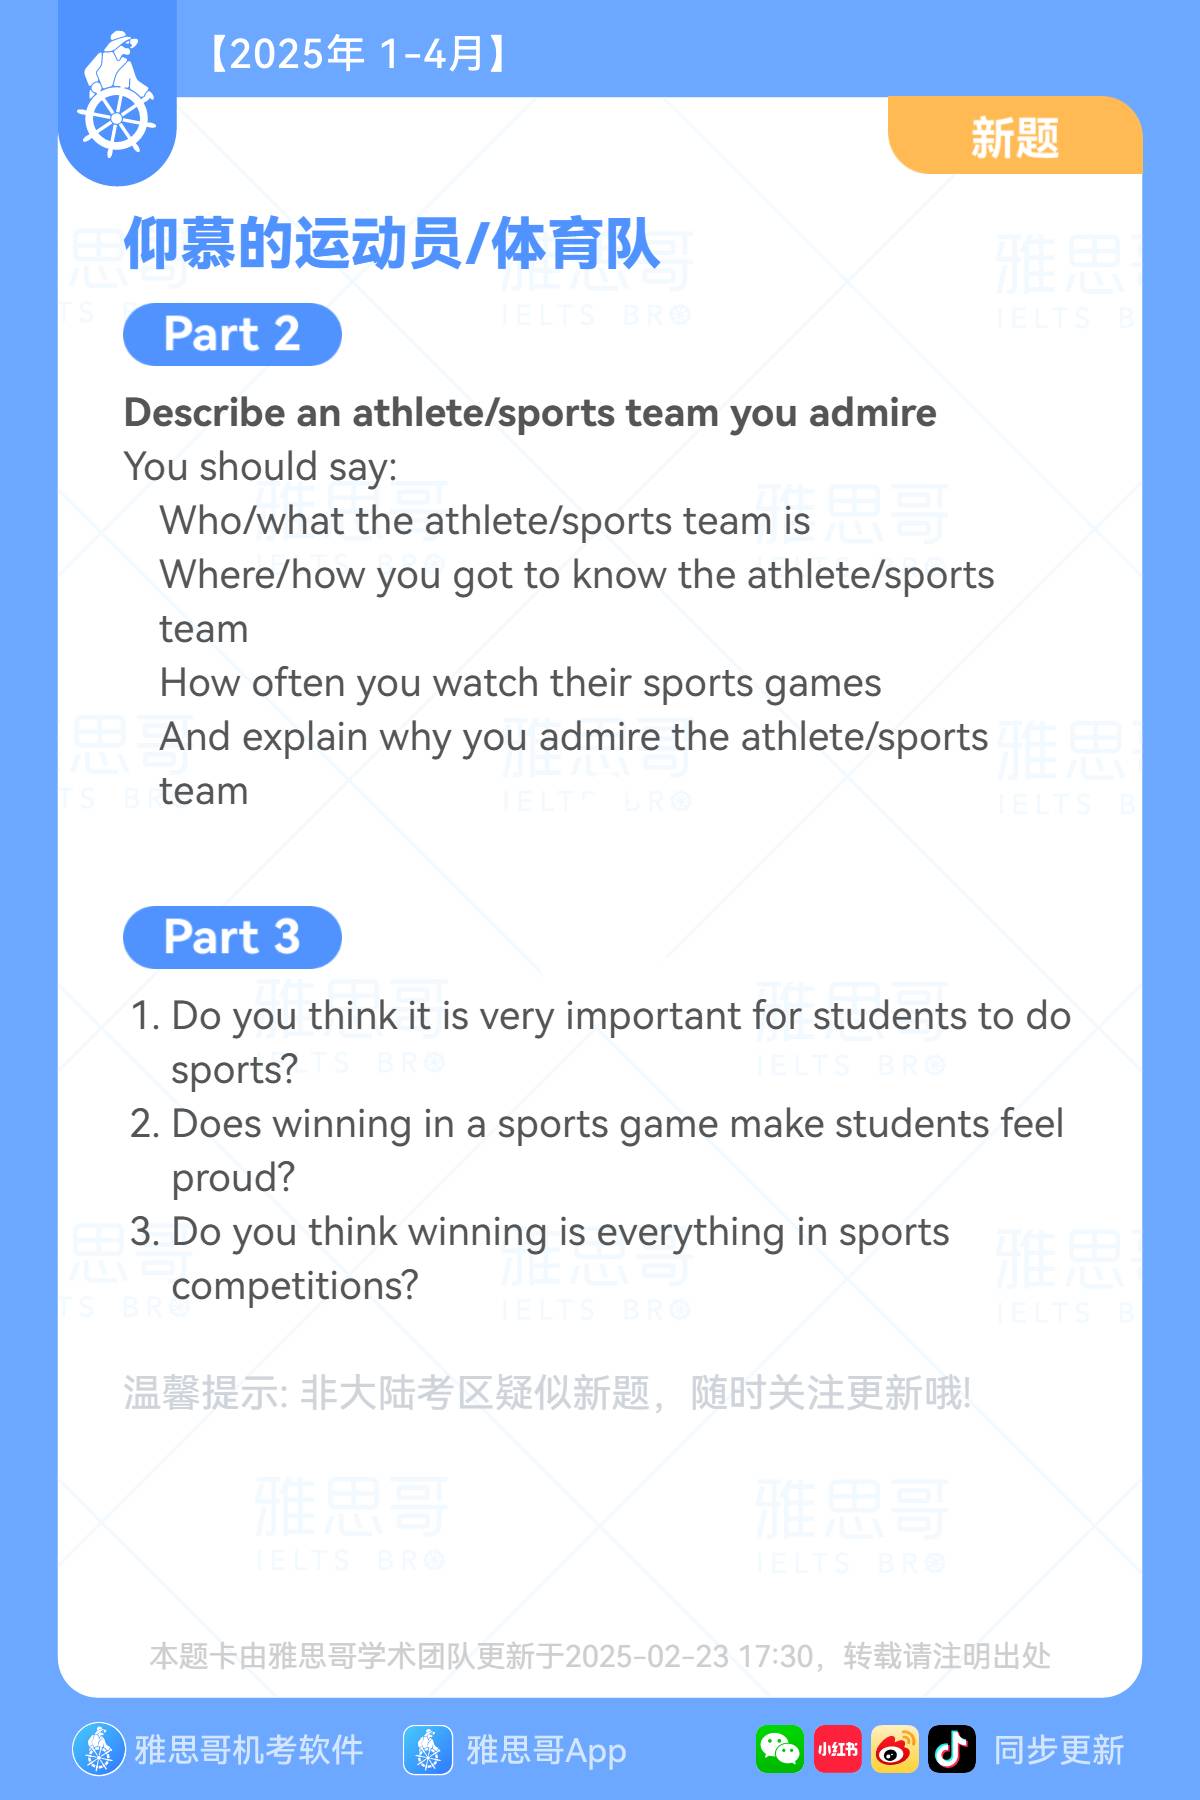 【2025年 1-4月】
新题
仰慕的运动员/体育队
Part 2
Describe an athlete/sports team you admire
You should say:
Who/what the athlete/sports team is
Where/how you got to know the athlete/sports
team
How often you watch their sports games
And explain why you admire the athlete/sports
team
Part 3
1. Do you think it is very important for students to do
sports?
2. Does winning in a sports game make students feel
proud?
3. Do you think winning is everything in sports
competitions?
温馨提示: 非大陆考区疑似新题，随时关注更新哦!
雅思哥
IELTS BRO
本题卡由雅思哥学术团队更新于2025-02-23 17:30，转载请注明出处
雅思哥机考软件
雅思哥App
小红书
同步更新